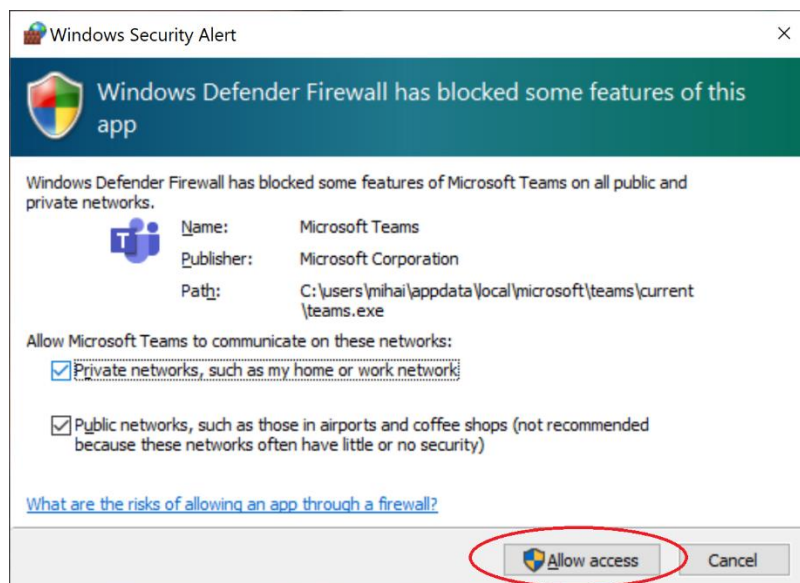 Windows Security Alert
Windows Defender Firewall has blocked some features of this
app
Windows Defender Firewall has blocked some features of Microsoft Teams on all public and
private networks.
T
Name: Microsoft Teams
Publisher: Microsoft Corporation
Path: C:\users\mihai\appdata\local\microsoft\teams\current
\teams.exe
Allow Microsoft Teams to communicate on these networks:
Private networks, such as my home or work network
Public networks, such as those in airports and coffee shops (not recommended
because these networks often have little or no security)
What are the risks of allowing an app through a firewall?
Allow access Cancel